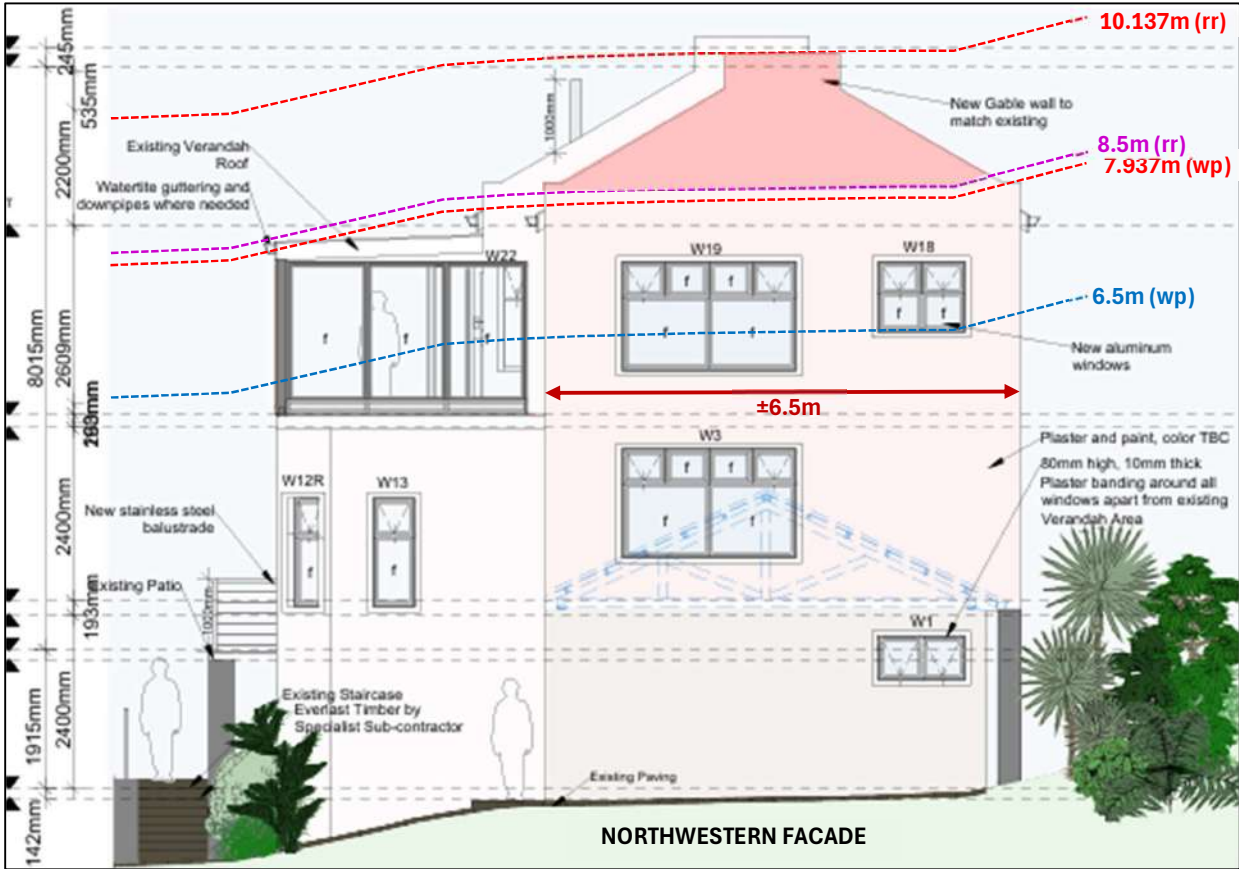 10.137m (rr)
245mm
535mm
1000mm
New Gable wall to
match existing
Existing Verandah
Roof
8.5m (rr)
7.937m (wp)
2200mm
Watertite guttering and
downpipes where needed
T
W22
W19
W18
f
f
f
f
f
f
f
f
f
f
f
6.5m (wp)
8015mm
2609mm
New aluminum
windows
±6.5m
Plaster and paint, color TBC
80mm high, 10mm thick
Plaster banding around all
windows apart from existing
Verandah Area
W3
f
f
f
f
W12R
W13
f
f
2400mm
New stainless steel
balustrade
Existing Patio
1000mm
193mm
W1
1915mm
2400mm
Existing Staircase
Everlast Timber by
Specialist Sub-contractor
Existing Paving
142mm
NORTHWESTERN FACADE